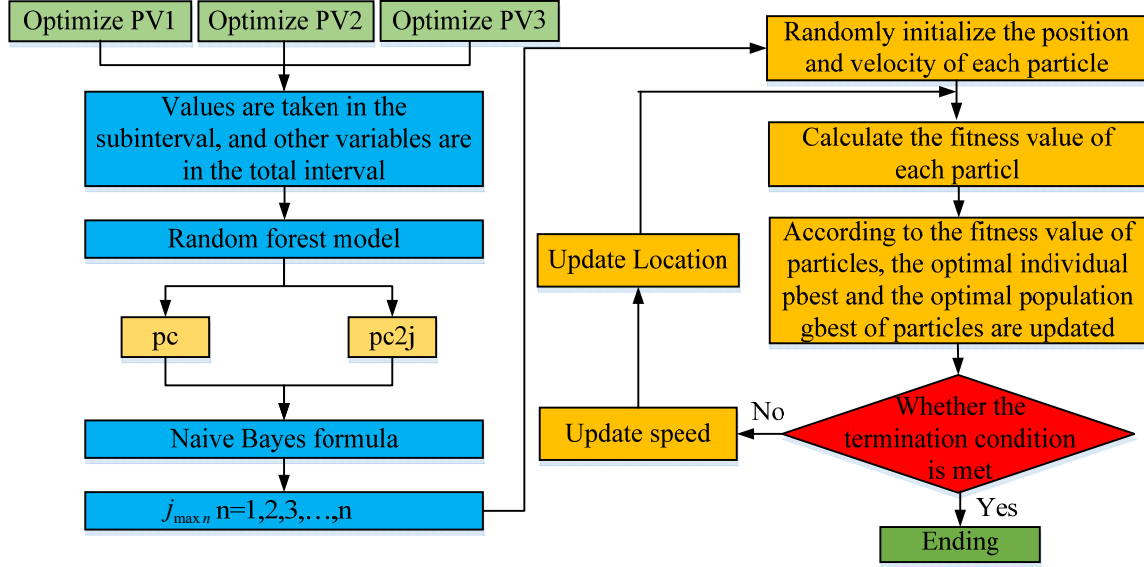 Optimize PV1
Optimize PV2
Optimize PV3
Values are taken in the
subinterval, and other variables are
in the total interval
Random forest model
pc
pc2j
Naive Bayes formula
j max n n=1,2,3,…,n
Randomly initialize the position
and velocity of each particle
Calculate the fitness value of
each particl
According to the fitness value of
particles, the optimal individual
pbest and the optimal population
gbest of particles are updated
Whether the
termination condition
is met
No
Update speed
Update Location
Yes
Ending